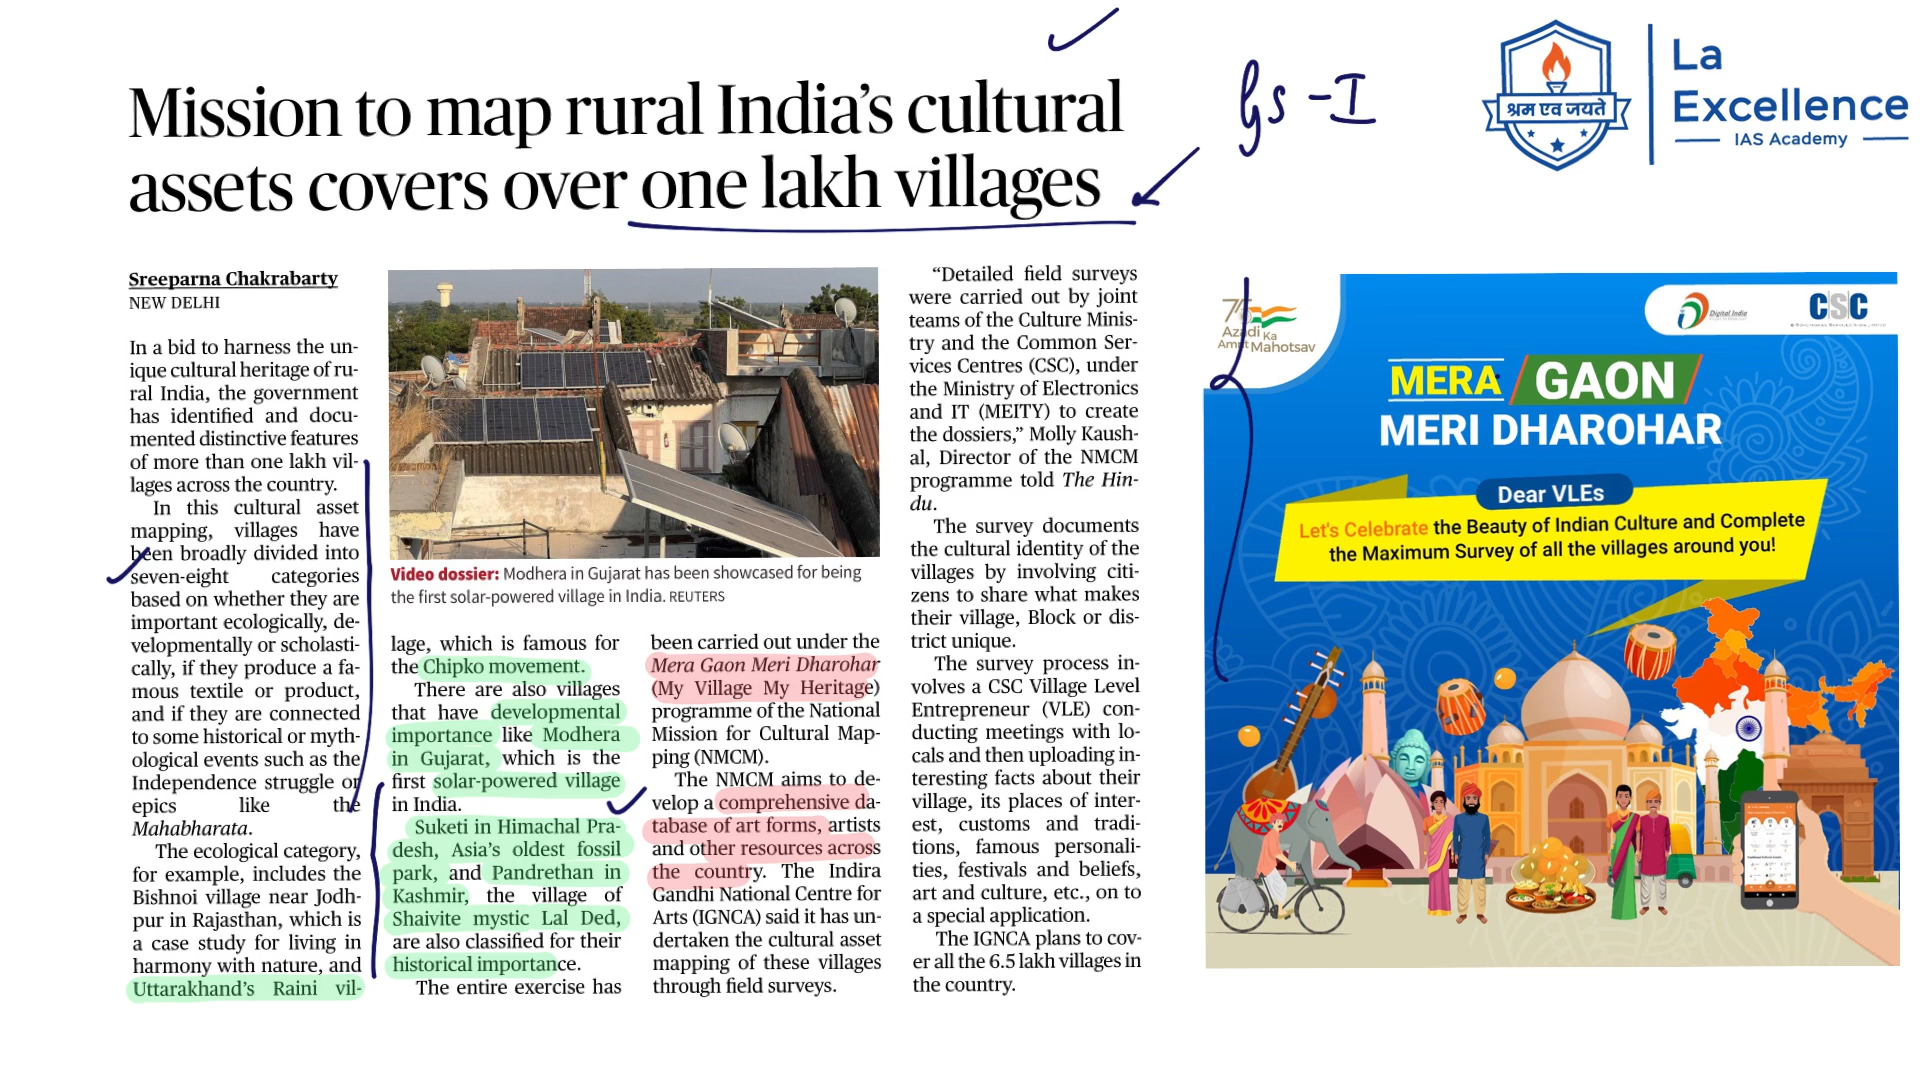 Mission to map rural India's cultural
assets covers over one lakh villages
Gs -I
श्रम एव जयते
La
Excellence
IAS Academy
Sreeparna Chakrabarty
NEW DELHI
In a bid to harness the un-
ique cultural heritage of ru-
ral India, the government
has identified and docu-
mented distinctive features
of more than one lakh vil-
lages across the country.
In this cultural asset
mapping, villages have
been broadly divided into
seven-eight categories
based on whether they are
important ecologically, de-
velopmentally or scholasti-
cally, if they produce a fa-
mous textile or product,
and if they are connected
to some historical or myth-
ological events such as the
Independence struggle or
epics like the
Mahabharata.
The ecological category,
for example, includes the
Bishnoi village near Jodh-
pur in Rajasthan, which is
a case study for living in
harmony with nature, and
Uttarakhand's Raini vil-
Video dossier: Modhera in Gujarat has been showcased for being
the first solar-powered village in India. REUTERS
lage, which is famous for
the Chipko movement.
There are also villages
that have developmental
importance like Modhera
in Gujarat, which is the
first solar-powered village
in India.
Suketi in Himachal Pra-
desh, Asia's oldest fossil
park, and Pandrethan in
Kashmir, the village of
Shaivite mystic Lal Ded,
are also classified for their
historical importance.
The entire exercise has
been carried out under the
Mera Gaon Meri Dharohar
(My Village My Heritage)
programme of the National
Mission for Cultural Map-
ping (NMCM).
The NMCM aims to de-
velop a comprehensive da-
tabase of art forms, artists
and other resources across
the country. The Indira
Gandhi National Centre for
Arts (IGNCA) said it has un-
dertaken the cultural asset
mapping of these villages
through field surveys.
“Detailed field surveys
were carried out by joint
teams of the Culture Minis-
try and the Common Ser-
vices Centres (CSC), under
the Ministry of Electronics
and IT (MEITY) to create
the dossiers,” Molly Kaush-
al, Director of the NMCM
programme told The Hin-
du.
The survey documents
the cultural identity of the
villages by involving citi-
zens to share what makes
their village, Block or dis-
trict unique.
The survey process in-
volves a CSC Village Level
Entrepreneur (VLE) con-
ducting meetings with lo-
cals and then uploading in-
teresting facts about their
village, its places of inter-
est, customs and tradi-
tions, famous personali-
ties, festivals and beliefs,
art and culture, etc., on to
a special application.
The IGNCA plans to cov-
er all the 6.5 lakh villages in
the country.
75
Azadi Ka
Amrit Mahotsav
Digital India
CSC
MERA GAON
MERI DHAROHAR
Dear VLEs
Let's Celebrate the Beauty of Indian Culture and Complete
the Maximum Survey of all the villages around you!